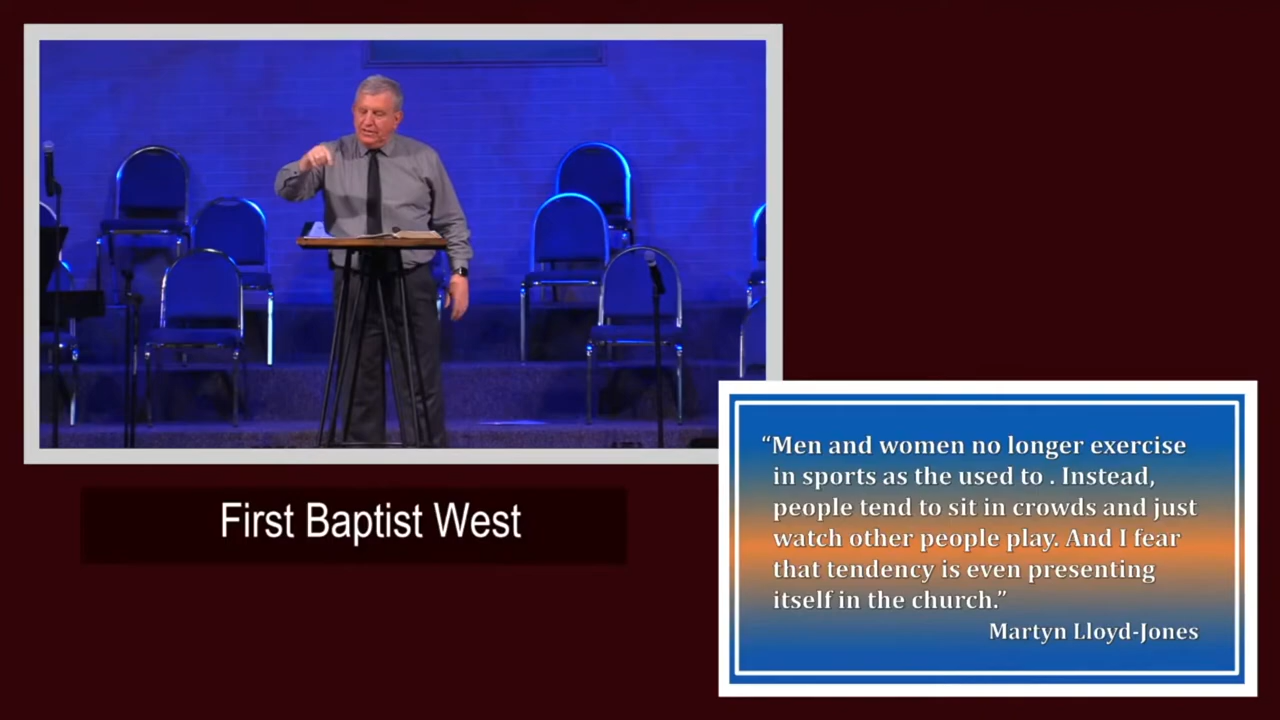 First Baptist West
“Men and women no longer exercise
in sports as the used to . Instead,
people tend to sit in crowds and just
watch other people play. And I fear
that tendency is even presenting
itself in the church.”
Martyn Lloyd-Jones